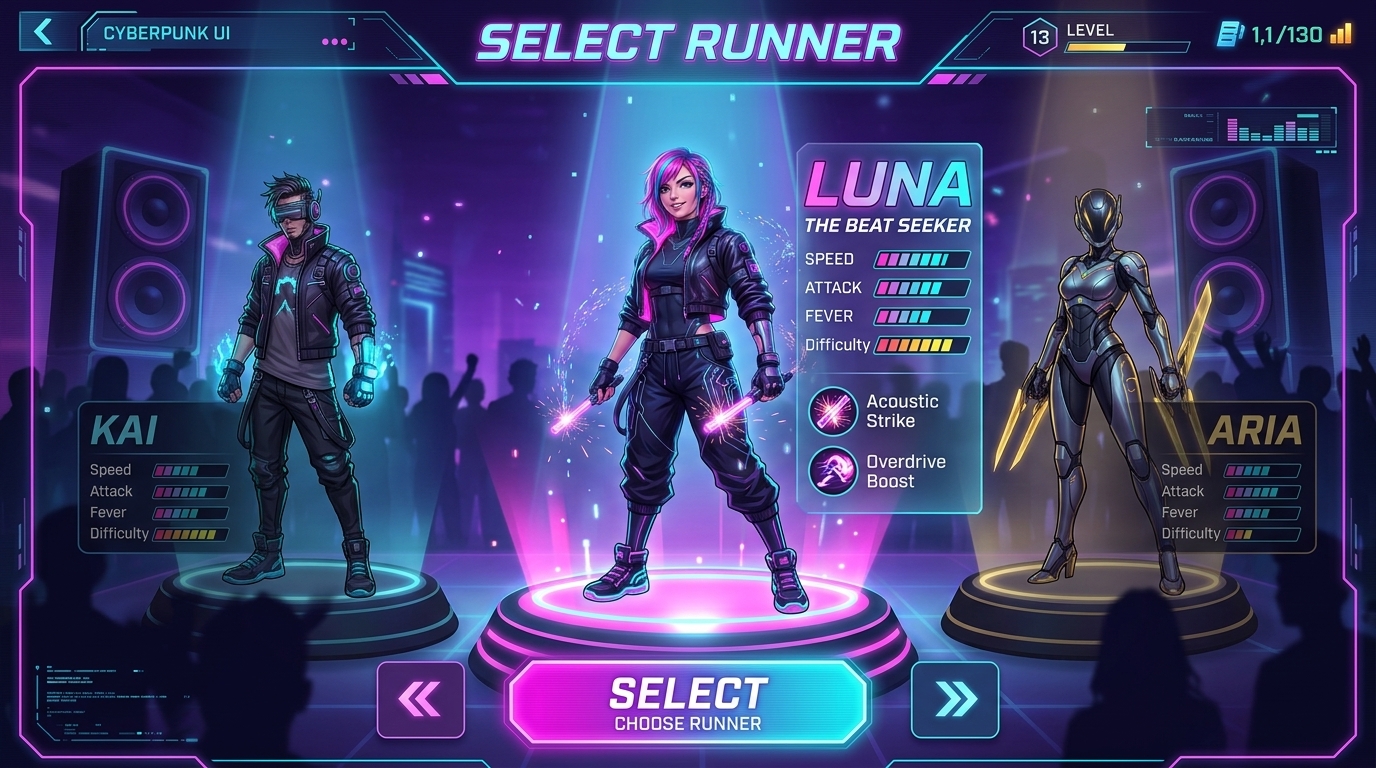 CYBERPUNK UI
SELECT RUNNER
13
LEVEL
1,1/130
LUNA
THE BEAT SEEKER
SPEED
ATTACK
FEVER
Difficulty
Acoustic
Strike
Overdrive
Boost
KAI
Speed
Attack
Fever
Difficulty
ARIA
Speed
Attack
Fever
Difficulty
SELECT
CHOOSE RUNNER